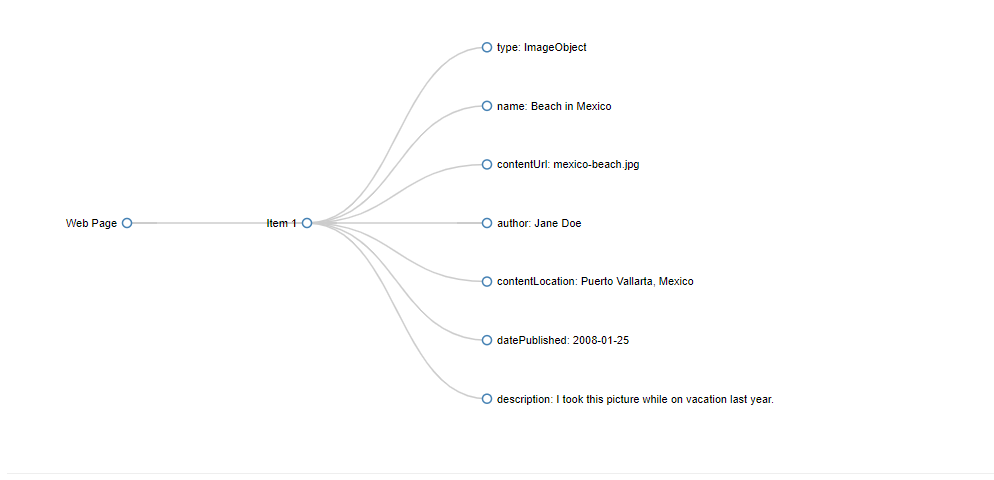 type: ImageObject
name: Beach in Mexico
contentUrl: mexico-beach.jpg
Web Page
Item 1
author: Jane Doe
contentLocation: Puerto Vallarta, Mexico
datePublished: 2008-01-25
description: I took this picture while on vacation last year.